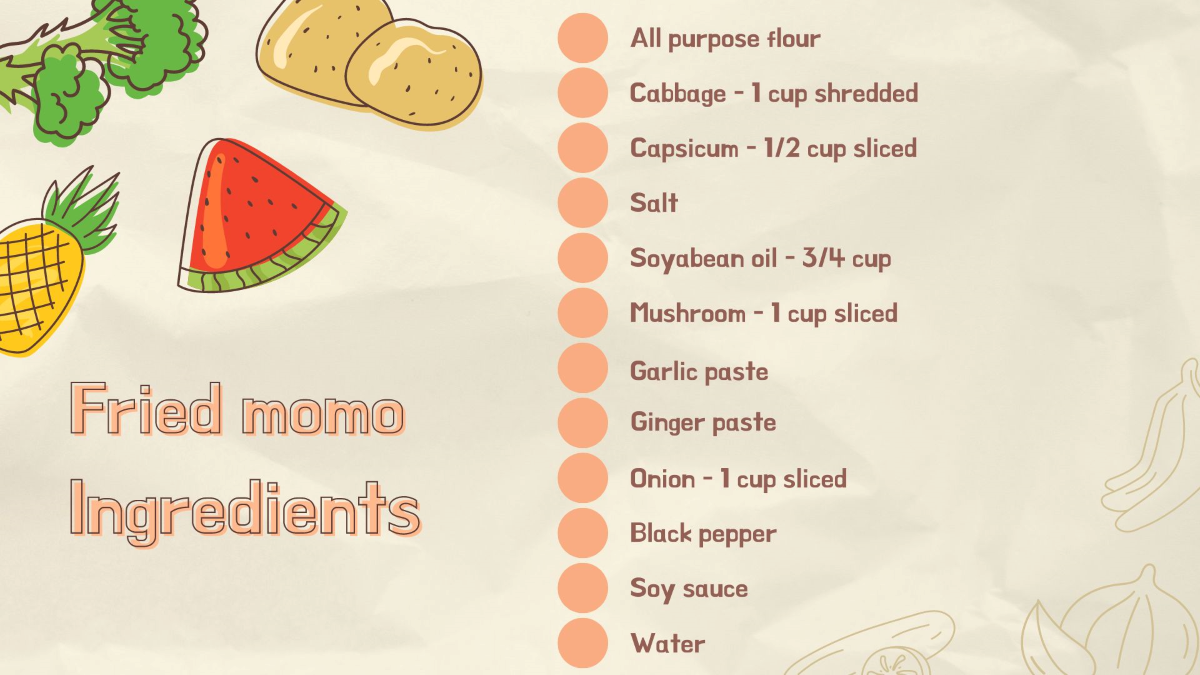 Fried momo
Ingredients
All purpose flour
Cabbage - 1 cup shredded
Capsicum - 1/2 cup sliced
Salt
Soyabean oil - 3/4 cup
Mushroom - 1 cup sliced
Garlic paste
Ginger paste
Onion - 1 cup sliced
Black pepper
Soy sauce
Water